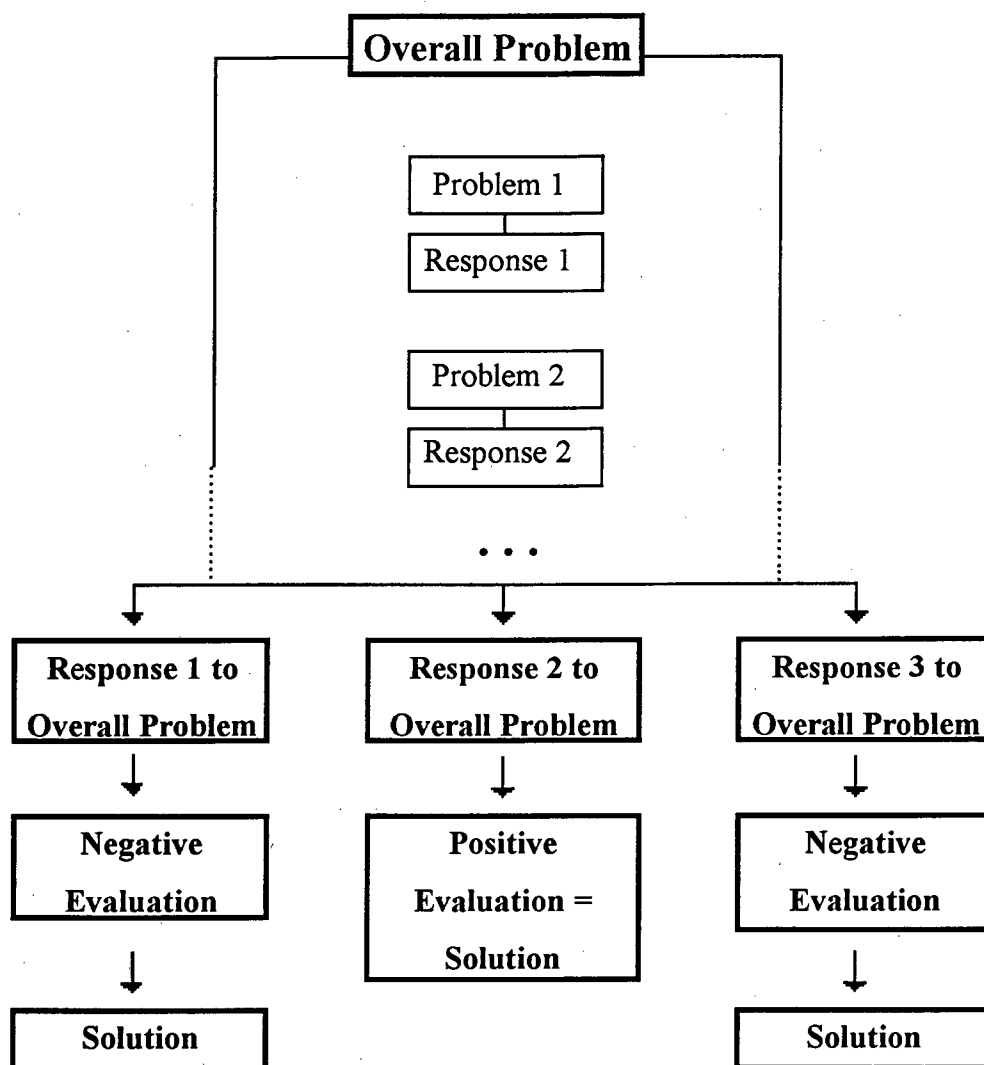 Overall Problem
Problem 1
Response 1
Problem 2
Response 2
...
Response 1 to
Overall Problem
Response 2 to
Overall Problem
Response 3 to
Overall Problem
Negative
Evaluation
Positive
Evaluation =
Solution
Negative
Evaluation
Solution
Solution